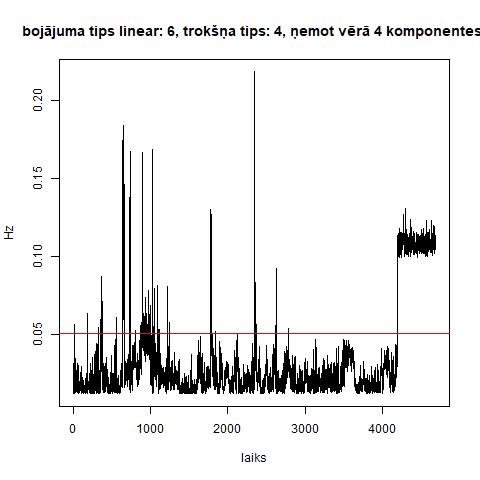 bojājuma tips linear: 6, trokšņa tips: 4, ņemot vērā 4 komponentes
0.20
0.15
0.10
0.05
Hz
0 1000 2000 3000 4000
laiks